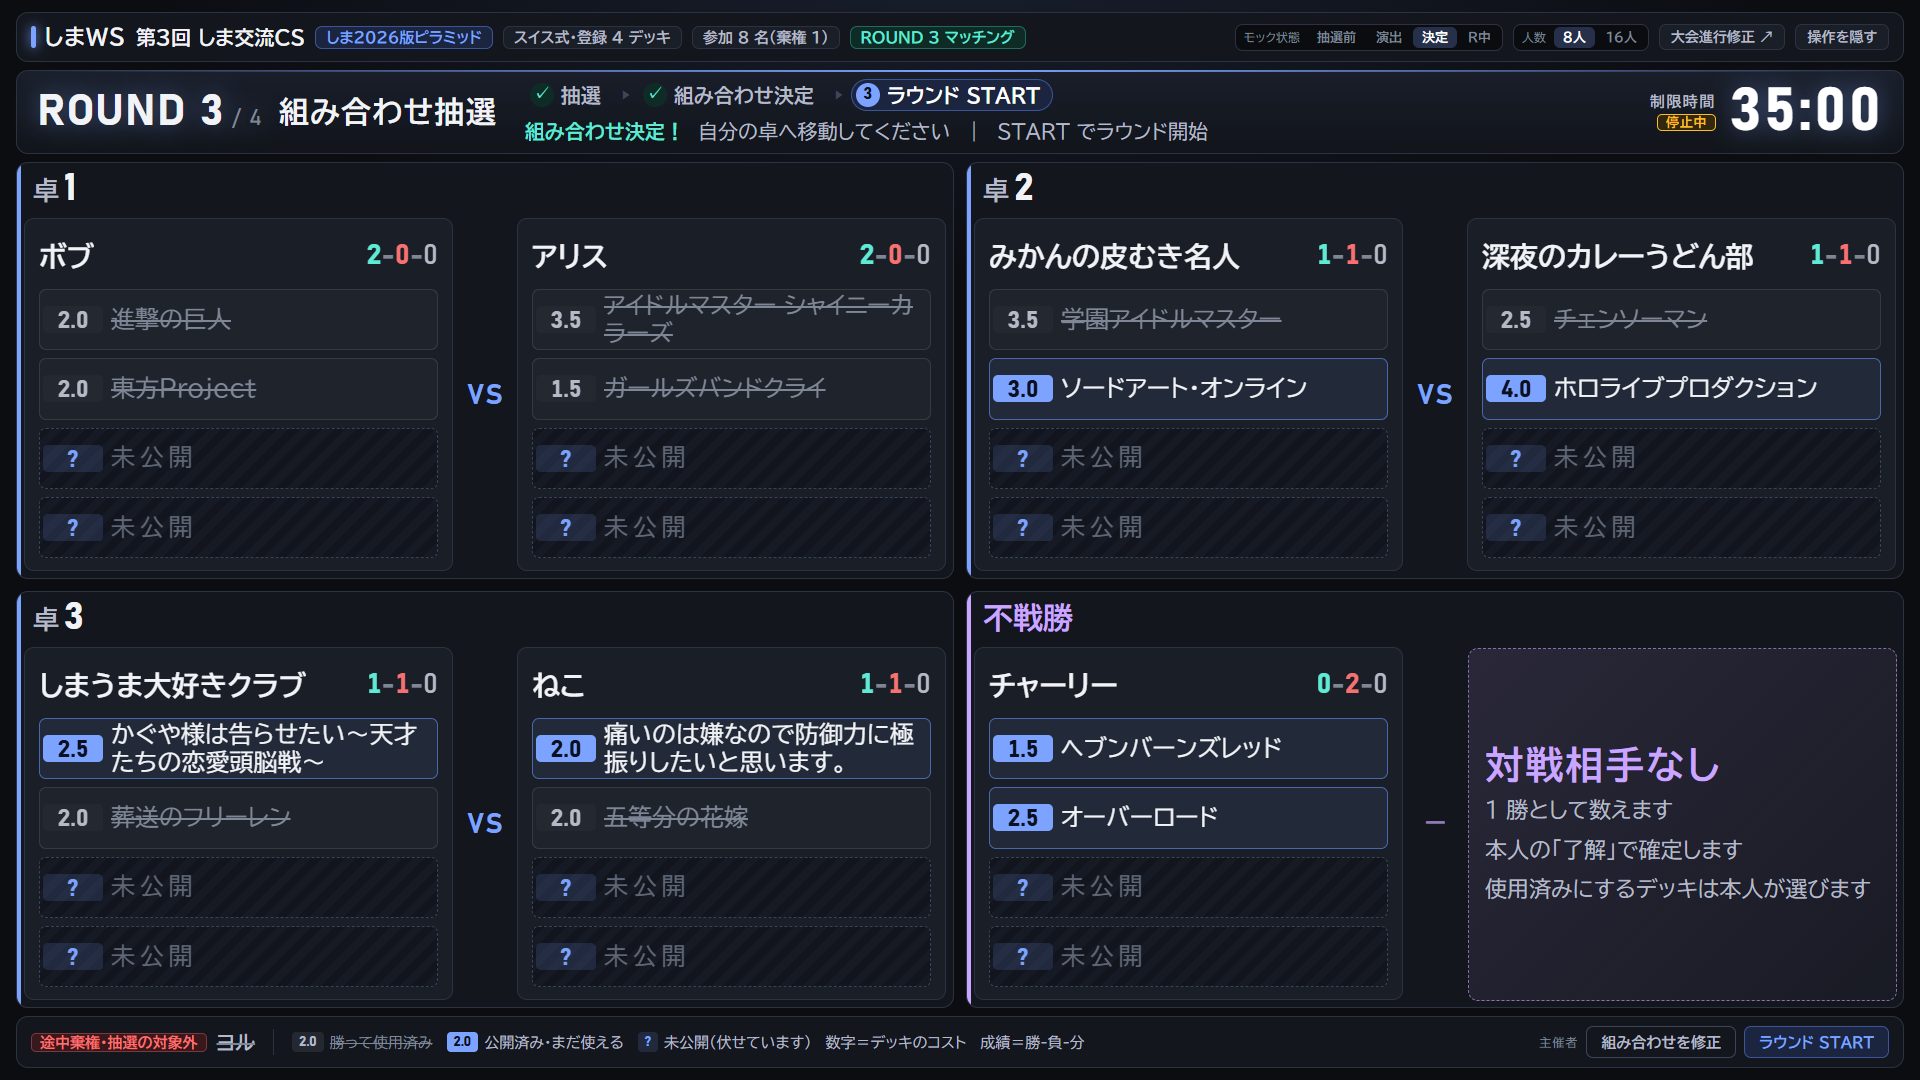 しまWS 第3回 しま交流CS しま2026版ピラミッド スイス式・登録 4 デッキ 参加 8 名(棄権 1) ROUND 3 マッチング モック状態 抽選前 演出 決定 R中 人数 8人 16人 大会進行修正 ↗ 操作を隠す
ROUND 3 / 4 組み合わせ抽選
✓ 抽選 ▸ ✓ 組み合わせ決定 ▸ 3 ラウンド START
組み合わせ決定！ 自分の卓へ移動してください ｜ START でラウンド開始
制限時間 停止中 35:00
卓 1
ボブ 2-0-0
2.0 進撃の巨人
2.0 東方Project
? 未公開
? 未公開
VS
アリス 2-0-0
3.5 アイドルマスター シャイニーカ
ラーズ
1.5 ガールズバンドクライ
? 未公開
? 未公開
卓 2
みかんの皮むき名人 1-1-0
3.5 学園アイドルマスター
3.0 ソードアート・オンライン
? 未公開
? 未公開
VS
深夜のカレーうどん部 1-1-0
2.5 チェンソーマン
4.0 ホロライブプロダクション
? 未公開
? 未公開
卓 3
しまうま大好きクラブ 1-1-0
2.5 かぐや様は告らせたい～天才
たちの恋愛頭脳戦～
2.0 葬送のフリーレン
? 未公開
? 未公開
VS
ねこ 1-1-0
2.0 痛いのは嫌なので防御力に極
振りしたいと思います。
2.0 五等分の花嫁
? 未公開
? 未公開
不戦勝
チャーリー 0-2-0
1.5 ヘブンバーンズレッド
2.5 オーバーロード
? 未公開
? 未公開
–
対戦相手なし
1 勝として数えます
本人の「了解」で確定します
使用済みにするデッキは本人が選びます
途中棄権・抽選の対象外 ヨル 2.0 勝って使用済み 2.0 公開済み・まだ使える ? 未公開(伏せています) 数字＝デッキのコスト 成績＝勝-負-分 主催者 組み合わせを修正 ラウンド START